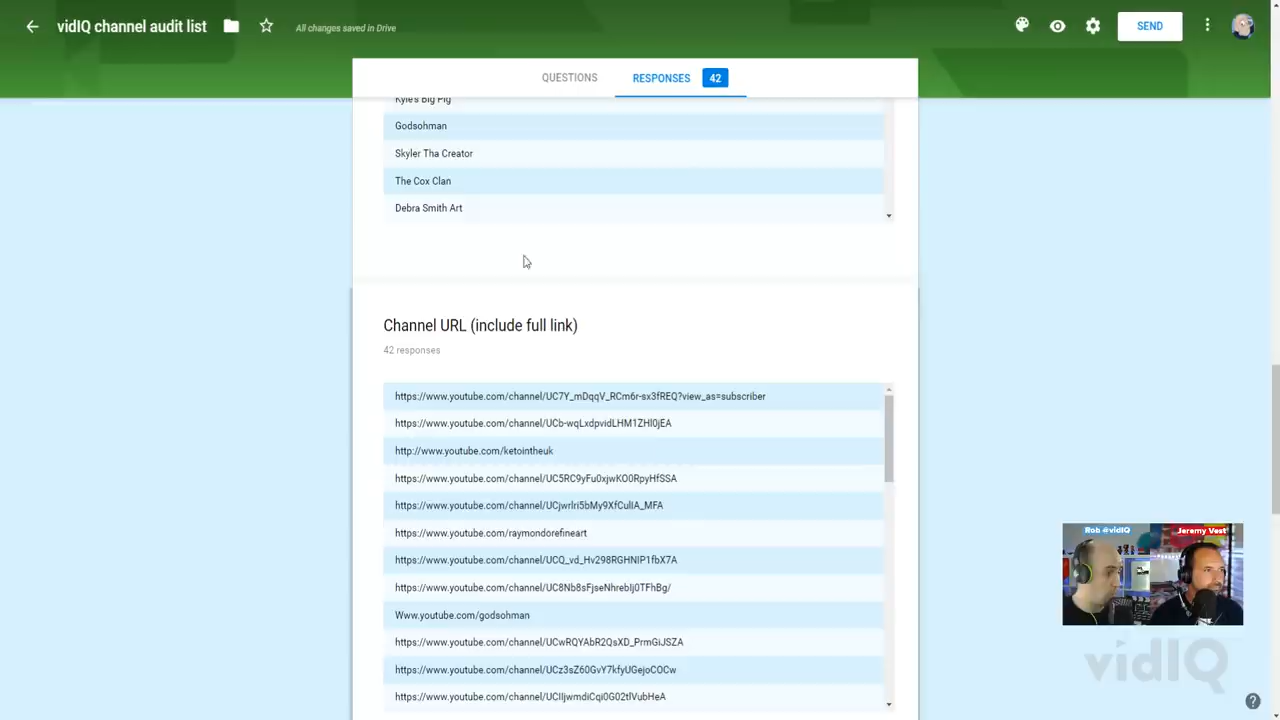 vidIQ channel audit list
All changes saved in Drive
SEND
QUESTIONS
RESPONSES 42
Kyle's Big Pig
Godsohman
Skyler Tha Creator
The Cox Clan
Debra Smith Art
Channel URL (include full link)
42 responses
https://www.youtube.com/channel/UC7Y_mDqqV_RCm6r-sx3fREQ?view_as=subscriber
https://www.youtube.com/channel/UCb-wqLxdpvidLHM1ZHl0jEA
http://www.youtube.com/ketointheuk
https://www.youtube.com/channel/UC5RC9yFu0xjwKO0RpyHfSSA
https://www.youtube.com/channel/UCjwrlri5bMy9XfCulIA_MFA
https://www.youtube.com/raymondorefineart
https://www.youtube.com/channel/UCQ_vd_Hv298RGHNIP1fbX7A
https://www.youtube.com/channel/UC8Nb8sFjseNhrebIj0TFhBg/
Www.youtube.com/godsohman
https://www.youtube.com/channel/UCwRQYAbR2QsXD_PrmGiJSZA
https://www.youtube.com/channel/UCz3sZ60GvY7kfyUGejoCOCw
https://www.youtube.com/channel/UCIljwmdiCqi0G02tlVubHeA
Rob @vidIQ
Jeremy Vest
vidIQ